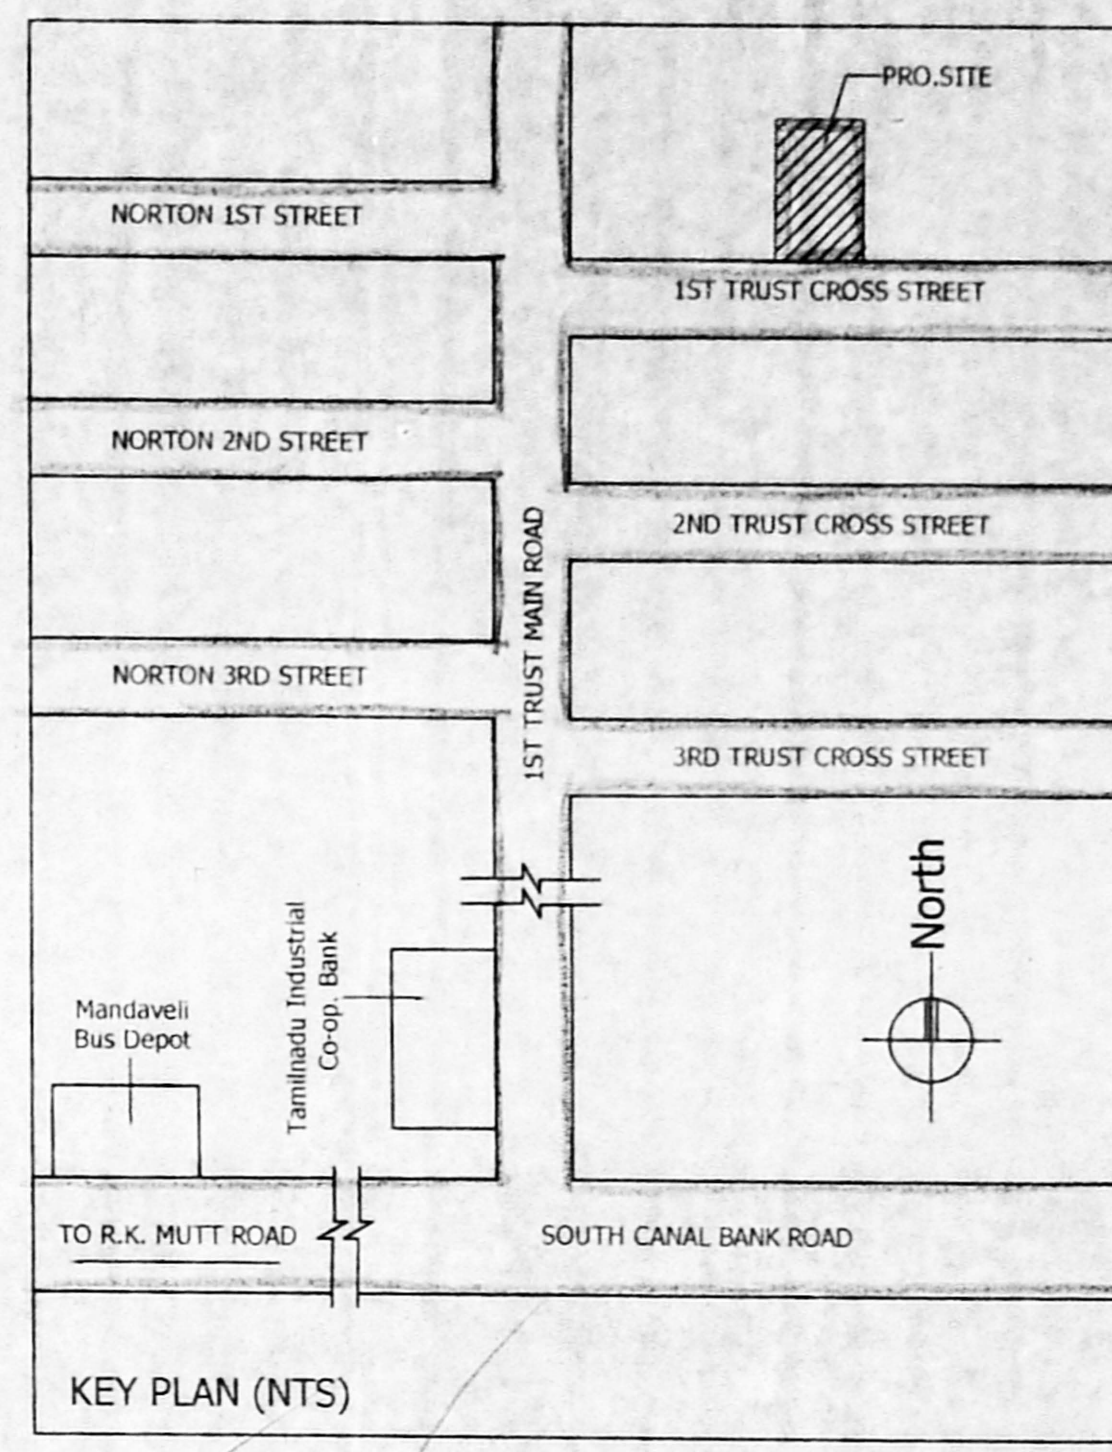 PRO.SITE
NORTON 1ST STREET
1ST TRUST CROSS STREET
NORTON 2ND STREET
2ND TRUST CROSS STREET
1ST TRUST MAIN ROAD
NORTON 3RD STREET
3RD TRUST CROSS STREET
North
Tamilnadu Industrial
Co-op. Bank
Mandaveli
Bus Depot
TO R.K. MUTT ROAD
SOUTH CANAL BANK ROAD
KEY PLAN (NTS)